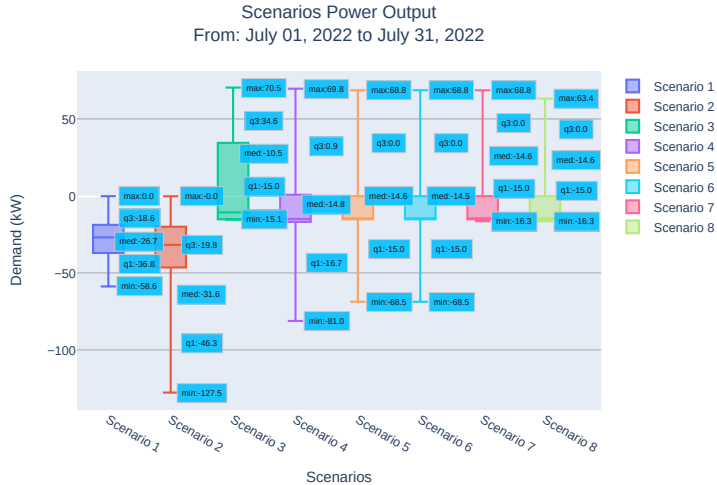 Scenarios Power Output
From: July 01, 2022 to July 31, 2022
Demand (kW)
50
0
−50
−100
max:0.0
q3:-18.6
med:-26.7
q1:-36.8
min:-58.6
max:-0.0
q3:-19.8
med:-31.6
q1:-46.3
min:-127.5
max:70.5
q3:34.6
med:-10.5
q1:-15.0
min:-15.1
max:69.8
q3:0.9
med:-14.8
q1:-16.7
min:-81.0
max:68.8
q3:0.0
med:-14.6
q1:-15.0
min:-68.5
max:68.8
q3:0.0
med:-14.5
q1:-15.0
min:-68.5
max:68.8
q3:0.0
med:-14.6
q1:-15.0
min:-16.3
max:63.4
q3:0.0
med:-14.6
q1:-15.0
min:-16.3
Scenario 1
Scenario 2
Scenario 3
Scenario 4
Scenario 5
Scenario 6
Scenario 7
Scenario 8
Scenarios
Scenario 1
Scenario 2
Scenario 3
Scenario 4
Scenario 5
Scenario 6
Scenario 7
Scenario 8